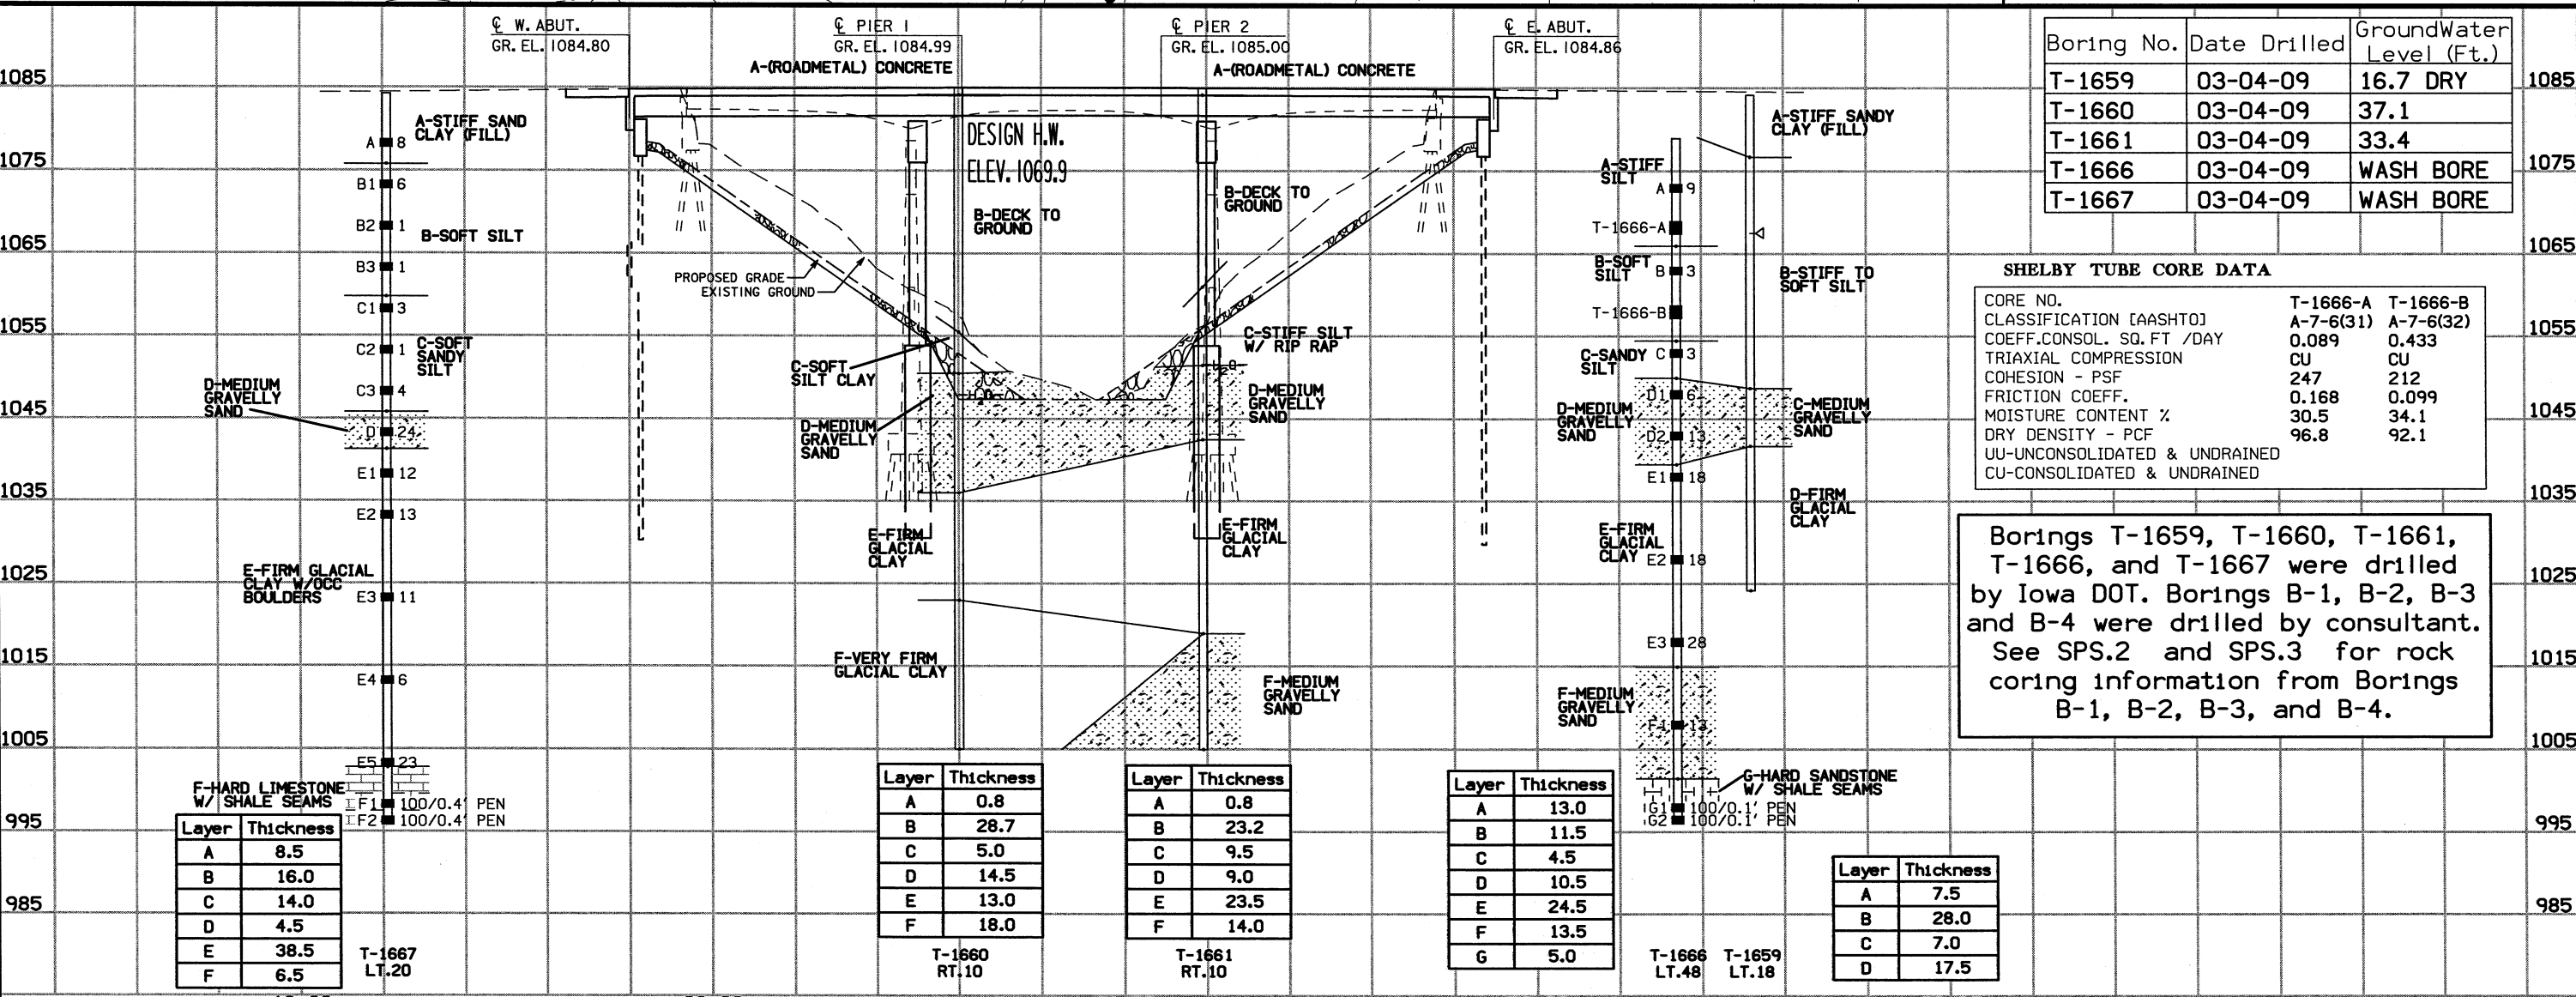 ℄ W. ABUT.
GR. EL. 1084.80
℄ PIER 1
GR. EL. 1084.99
℄ PIER 2
GR. EL. 1085.00
℄ E. ABUT.
GR. EL. 1084.86
A-(ROADMETAL) CONCRETE
A-(ROADMETAL) CONCRETE
1085
1075
1065
1055
1045
1035
1025
1015
1005
995
985
A-STIFF SAND
CLAY (FILL)
A 8
B1 6
B2 1
B-SOFT SILT
B3 1
C1 3
C2 1
C-SOFT
SANDY
SILT
C3 4
D-MEDIUM
GRAVELLY
SAND
D 24
E1 12
E2 13
E-FIRM GLACIAL
CLAY W/OCC
BOULDERS
E3 11
E4 6
E5 23
F-HARD LIMESTONE
W/ SHALE SEAMS
F1 100/0.4' PEN
F2 100/0.4' PEN
Layer Thickness
A 8.5
B 16.0
C 14.0
D 4.5
E 38.5
F 6.5
T-1667
LT.20
DESIGN H.W.
ELEV. 1069.9
B-DECK TO
GROUND
PROPOSED GRADE
EXISTING GROUND
C-SOFT
SILT CLAY
D-MEDIUM
GRAVELLY
SAND
E-FIRM
GLACIAL
CLAY
F-VERY FIRM
GLACIAL CLAY
Layer Thickness
A 0.8
B 28.7
C 5.0
D 14.5
E 13.0
F 18.0
T-1660
RT.10
B-DECK TO
GROUND
C-STIFF SILT
W/ RIP RAP
D-MEDIUM
GRAVELLY
SAND
E-FIRM
GLACIAL
CLAY
F-MEDIUM
GRAVELLY
SAND
Layer Thickness
A 0.8
B 23.2
C 9.5
D 9.0
E 23.5
F 14.0
T-1661
RT.10
A-STIFF
SILT
A 9
T-1666-A
B-SOFT
SILT
B 3
T-1666-B
C-SANDY
SILT
C 3
D1 6
D-MEDIUM
GRAVELLY
SAND
D2 13
E1 18
E-FIRM
GLACIAL
CLAY
E2 18
E3 28
F-MEDIUM
GRAVELLY
SAND
F1 13
G-HARD SANDSTONE
W/ SHALE SEAMS
G1 100/0.1' PEN
G2 100/0.1' PEN
Layer Thickness
A 13.0
B 11.5
C 4.5
D 10.5
E 24.5
F 13.5
G 5.0
T-1666
LT.48
A-STIFF SANDY
CLAY (FILL)
B-STIFF TO
SOFT SILT
C-MEDIUM
GRAVELLY
SAND
D-FIRM
GLACIAL
CLAY
T-1659
LT.18
Layer Thickness
A 7.5
B 28.0
C 7.0
D 17.5
Boring No. Date Drilled GroundWater Level (Ft.)
T-1659 03-04-09 16.7 DRY
T-1660 03-04-09 37.1
T-1661 03-04-09 33.4
T-1666 03-04-09 WASH BORE
T-1667 03-04-09 WASH BORE
SHELBY TUBE CORE DATA
CORE NO. T-1666-A T-1666-B
CLASSIFICATION [AASHTO] A-7-6(31) A-7-6(32)
COEFF.CONSOL. SQ.FT /DAY 0.089 0.433
TRIAXIAL COMPRESSION CU CU
COHESION - PSF 247 212
FRICTION COEFF. 0.168 0.099
MOISTURE CONTENT % 30.5 34.1
DRY DENSITY - PCF 96.8 92.1
UU-UNCONSOLIDATED & UNDRAINED
CU-CONSOLIDATED & UNDRAINED
Borings T-1659, T-1660, T-1661,
T-1666, and T-1667 were drilled
by Iowa DOT. Borings B-1, B-2, B-3
and B-4 were drilled by consultant.
See SPS.2 and SPS.3 for rock
coring information from Borings
B-1, B-2, B-3, and B-4.
1085
1075
1065
1055
1045
1035
1025
1015
1005
995
985